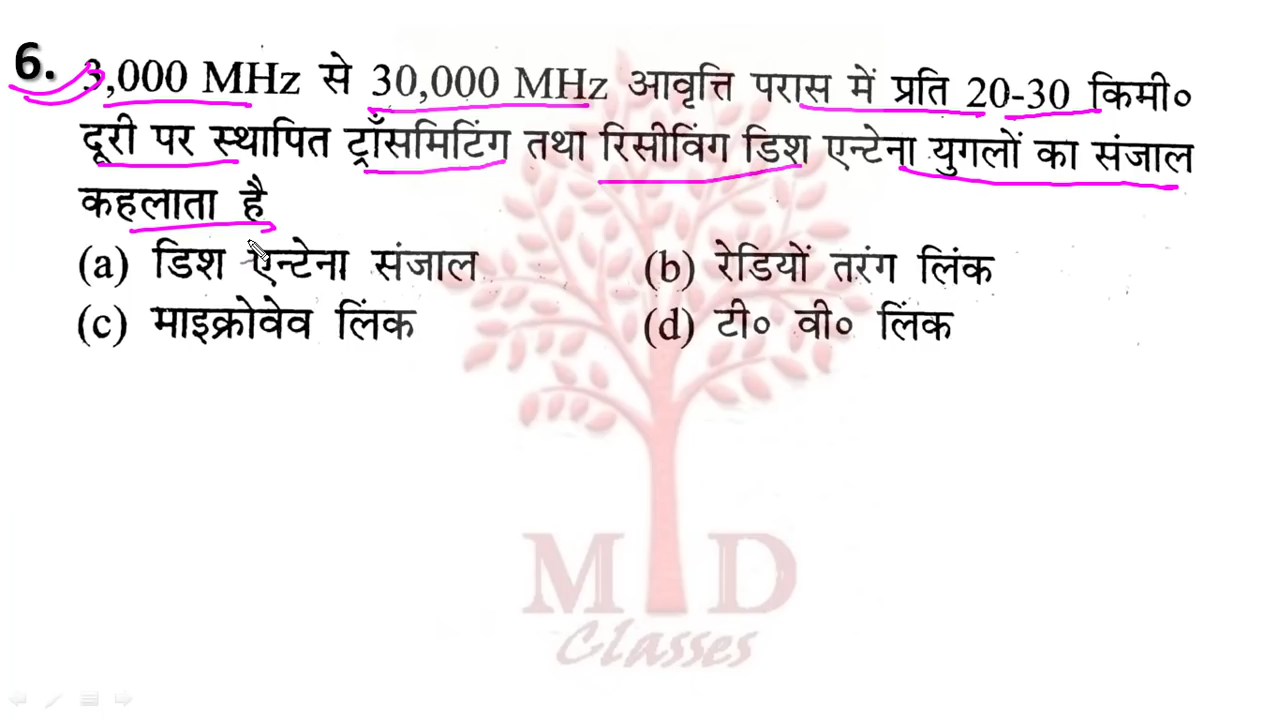 6. 3,000 MHz से 30,000 MHz आवृत्ति परास में प्रति 20-30 किमी०
दूरी पर स्थापित ट्राँसमिटिंग तथा रिसीविंग डिश एन्टेना युगलों का संजाल
कहलाता है
(a) डिश एन्टेना संजाल (b) रेडियों तरंग लिंक
(c) माइक्रोवेव लिंक (d) टी० वी० लिंक
M D
Classes